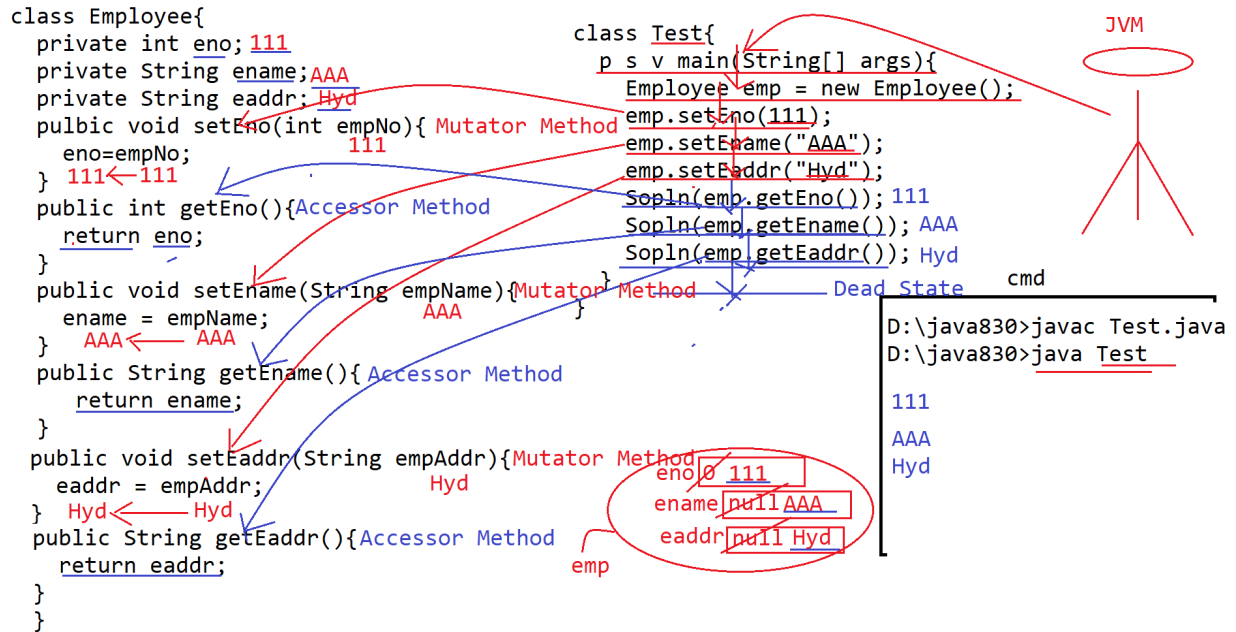 class Employee{
private int eno; 111
private String ename; AAA
private String eaddr; Hyd
pulbic void setEno(int empNo){ Mutator Method
111
eno=empNo;
} 111 111
public int getEno(){Accessor Method
return eno;
}
public void setEname(String empName){Mutator Method
AAA
ename = empName;
} AAA AAA
public String getEname(){Accessor Method
return ename;
}
public void setEaddr(String empAddr){Mutator Method
Hyd
eaddr = empAddr;
} Hyd Hyd
public String getEaddr(){Accessor Method
return eaddr;
}
}
class Test{
p s v main(String[] args){
Employee emp = new Employee();
emp.setEno(111);
emp.setEname("AAA");
emp.setEaddr("Hyd");
Sopln(emp.getEno()); 111
Sopln(emp.getEname()); AAA
Sopln(emp.getEaddr()); Hyd
}
Dead State
}
JVM
cmd
D:\java830>javac Test.java
D:\java830>java Test
111
AAA
Hyd
eno 0 111
ename null AAA
eaddr null Hyd
emp